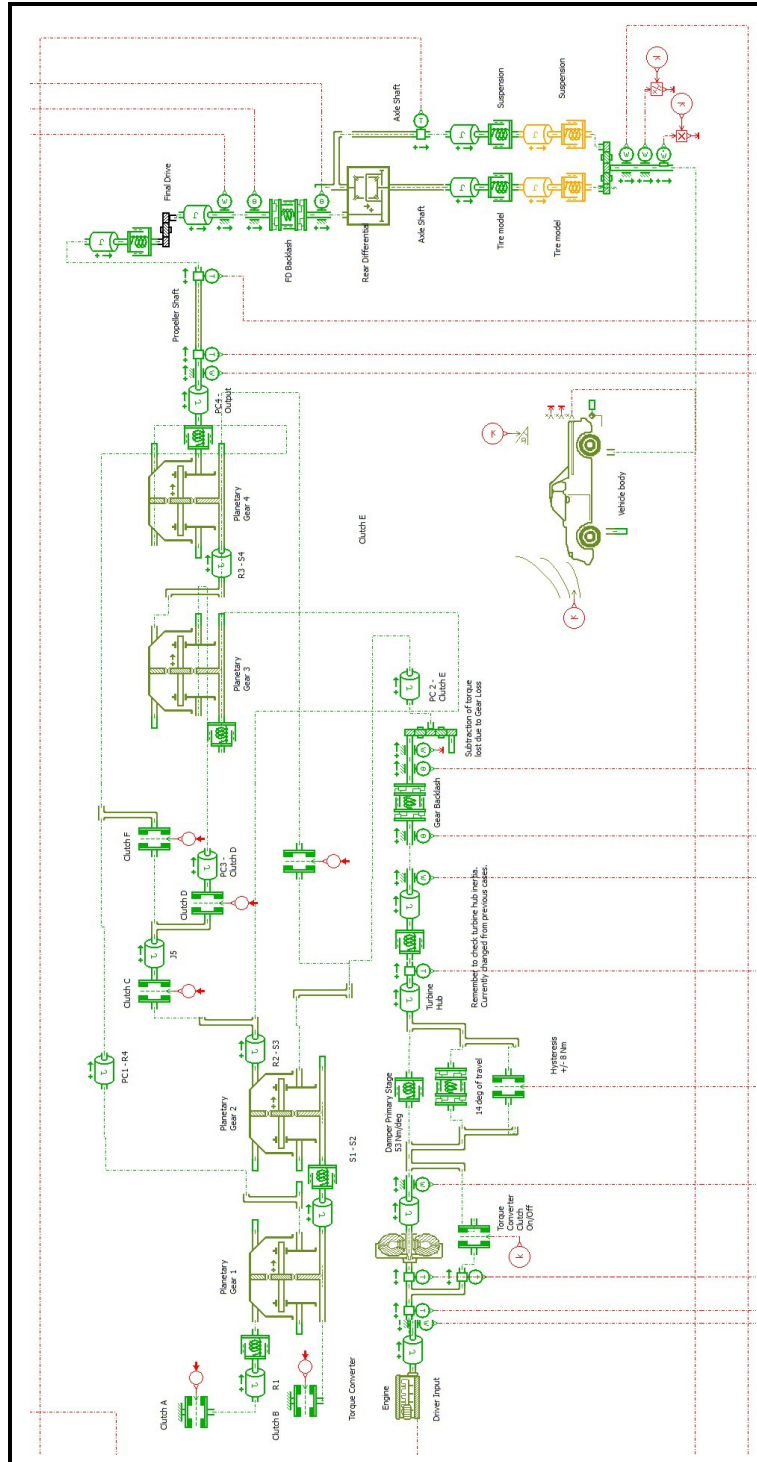 PC1 - R4
Clutch C
Clutch F
Clutch A
J5
Final Drive
Propeller Shaft
Clutch D
PC3 -
Clutch D
PC4
Output
Planetary
Gear 1
Planetary
Gear 2
Planetary
Gear 3
Planetary
Gear 4
R2 - S3
R3 - S4
R1
Clutch B
FD Backlash
S1 - S2
Clutch E
Rear Differential
Torque Converter
Axle Shaft
Axle Shaft
Engine
Damper Primary Stage
53 Nm/deg
Turbine
Hub
PC 2 -
Clutch E
Driver Input
Gear Backlash
Subtraction of torque
lost due to Gear Loss
14 deg of travel
Remember to check turbine hub inertia.
Currently changed from previous cases.
Torque
Converter
Clutch
On/Off
Hysteresis
+/- 8 Nm
Tire model
Suspension
Tire model
Suspension
Vehicle body